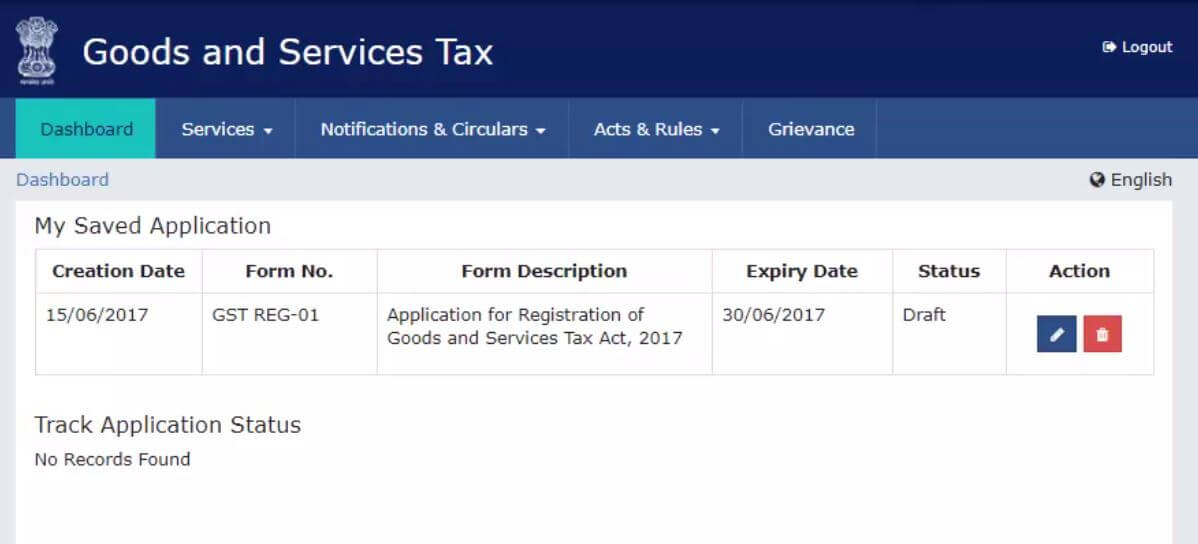 Goods and Services Tax
Logout
Dashboard
Services
Notifications & Circulars
Acts & Rules
Grievance
Dashboard
English
My Saved Application
Creation Date Form No. Form Description Expiry Date Status Action
15/06/2017 GST REG-01 Application for Registration of 30/06/2017 Draft
Goods and Services Tax Act, 2017
Track Application Status
No Records Found